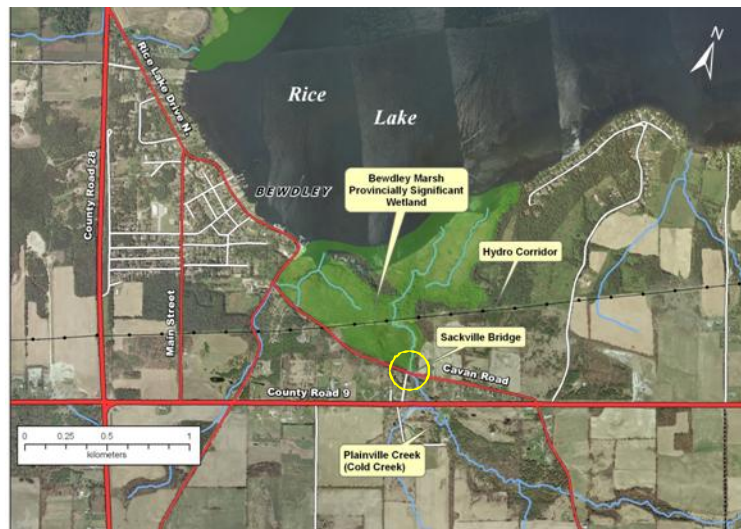 Rice Lake Drive N.
Rice
Lake
County Road 28
BEWDLEY
Bewdley Marsh
Provincially Significant
Wetland
Hydro Corridor
Main Street
Sackville Bridge
Cavan Road
County Road 9
0 0.25 0.5 1
kilometers
Plainville Creek
(Cold Creek)